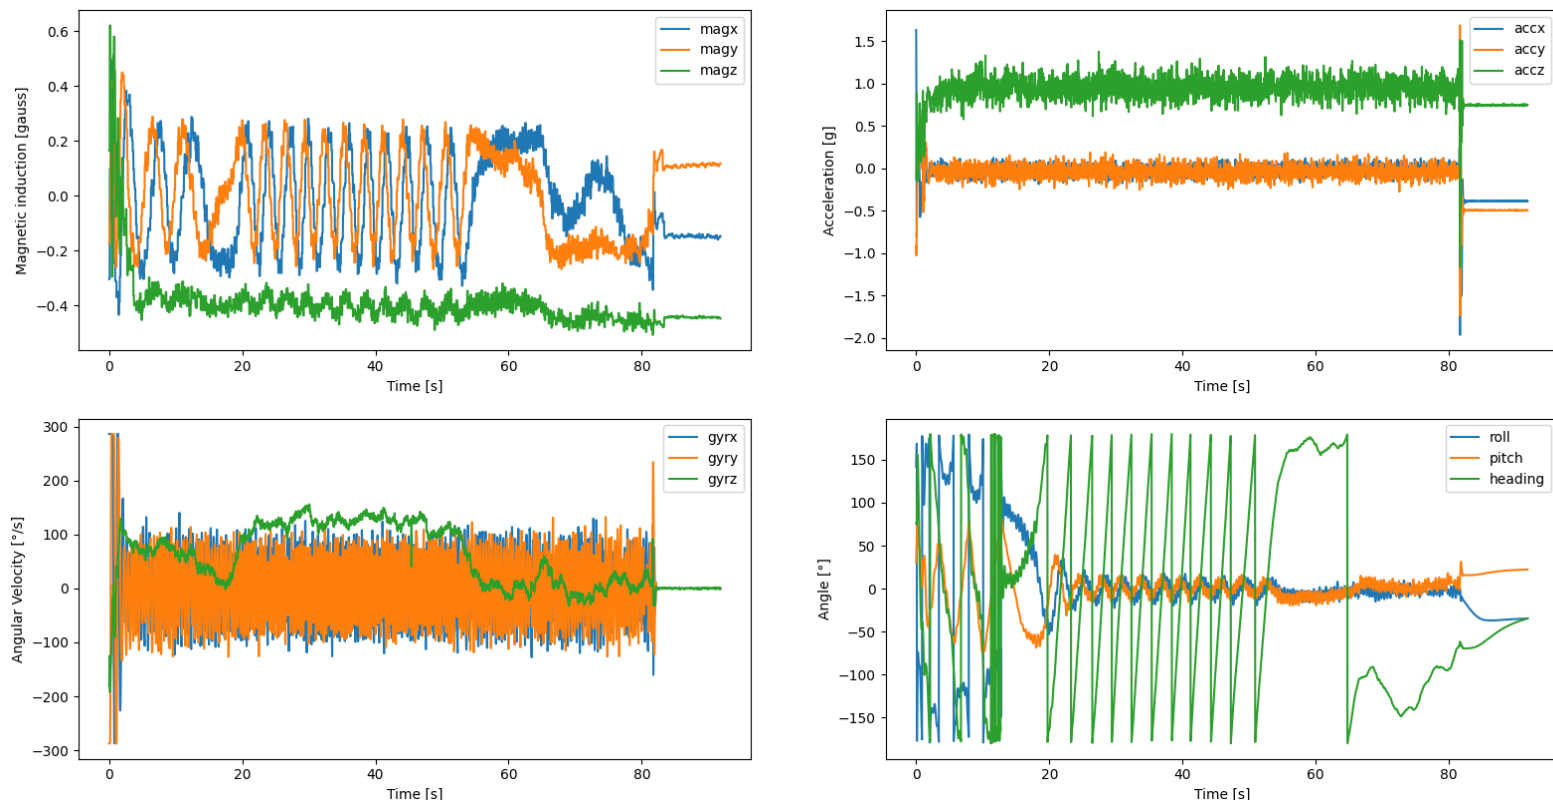 0.6
0.4
0.2
0.0
−0.2
−0.4
Magnetic induction [gauss]
magx
magy
magz
0
20
40
60
80
Time [s]
1.5
1.0
0.5
0.0
−0.5
−1.0
−1.5
−2.0
Acceleration [g]
accx
accy
accz
0
20
40
60
80
Time [s]
300
200
100
0
−100
−200
−300
Angular Velocity [°/s]
gyrx
gyry
gyrz
0
20
40
60
80
Time [s]
150
100
50
0
−50
−100
−150
Angle [°]
roll
pitch
heading
0
20
40
60
80
Time [s]